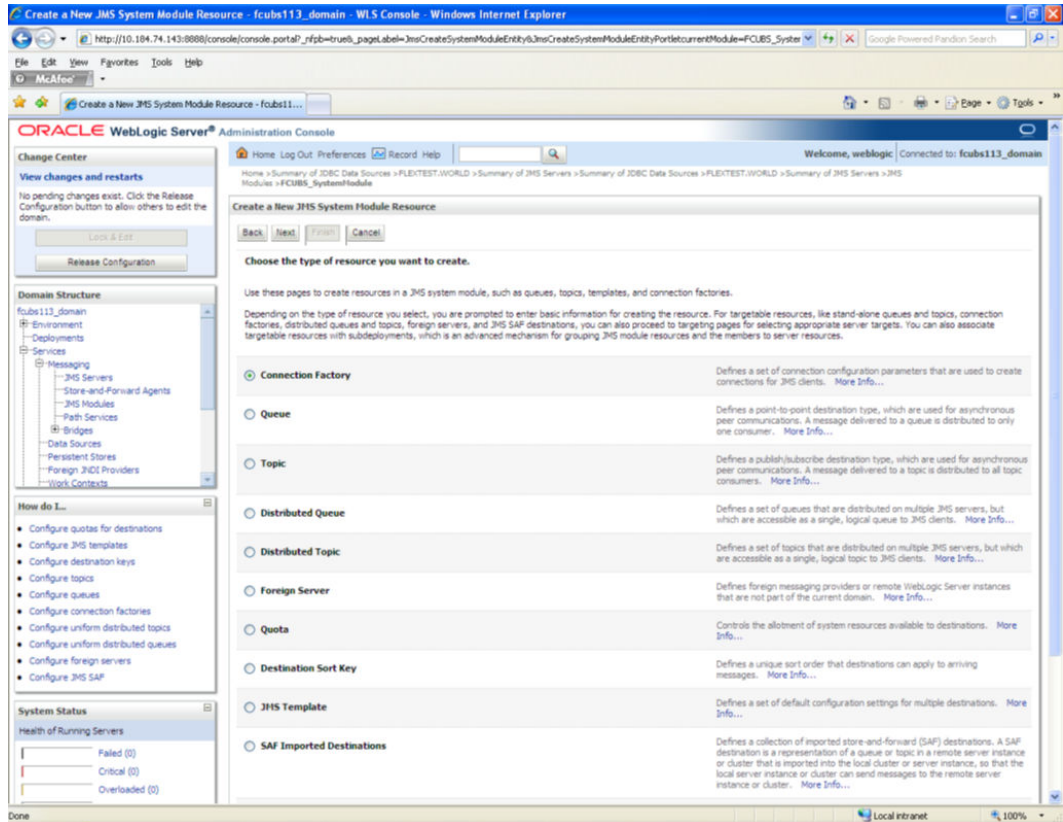 Create a New JMS System Module Resource - fcubs113_domain - WLS Console - Windows Internet Explorer
http://10.184.74.143:8888/console/console.portal?_nfpb=true&_pageLabel=JmsCreateSystemModuleEntity&JmsCreateSystemModuleEntityPortletcurrentModule=FCUBS_System
Google Powered Pandion Search
File Edit View Favorites Tools Help
McAfee
Create a New JMS System Module Resource - fcubs11...
Page Tools
ORACLE WebLogic Server® Administration Console
Change Center
View changes and restarts
No pending changes exist. Click the Release
Configuration button to allow others to edit the
domain.
Lock & Edit
Release Configuration
Domain Structure
fcubs113_domain
Environment
Deployments
Services
Messaging
JMS Servers
Store-and-Forward Agents
JMS Modules
Path Services
Bridges
Data Sources
Persistent Stores
Foreign JNDI Providers
Work Contexts
How do I...
Configure quotas for destinations
Configure JMS templates
Configure destination keys
Configure topics
Configure queues
Configure connection factories
Configure uniform distributed topics
Configure uniform distributed queues
Configure foreign servers
Configure JMS SAF
System Status
Health of Running Servers
Failed (0)
Critical (0)
Overloaded (0)
Home Log Out Preferences Record Help
Welcome, weblogic Connected to: fcubs113_domain
Home >Summary of JDBC Data Sources >FLEXTEST.WORLD >Summary of JMS Servers >Summary of JDBC Data Sources >FLEXTEST.WORLD >Summary of JMS Servers >JMS
Modules >FCUBS_SystemModule
Create a New JMS System Module Resource
Back Next Finish Cancel
Choose the type of resource you want to create.
Use these pages to create resources in a JMS system module, such as queues, topics, templates, and connection factories.
Depending on the type of resource you select, you are prompted to enter basic information for creating the resource. For targetable resources, like stand-alone queues and topics, connection
factories, distributed queues and topics, foreign servers, and JMS SAF destinations, you can also proceed to targeting pages for selecting appropriate server targets. You can also associate
targetable resources with subdeployments, which is an advanced mechanism for grouping JMS module resources and the members to server resources.
Connection Factory
Defines a set of connection configuration parameters that are used to create
connections for JMS clients. More Info...
Queue
Defines a point-to-point destination type, which are used for asynchronous
peer communications. A message delivered to a queue is distributed to only
one consumer. More Info...
Topic
Defines a publish/subscribe destination type, which are used for asynchronous
peer communications. A message delivered to a topic is distributed to all topic
consumers. More Info...
Distributed Queue
Defines a set of queues that are distributed on multiple JMS servers, but
which are accessible as a single, logical queue to JMS clients. More Info...
Distributed Topic
Defines a set of topics that are distributed on multiple JMS servers, but which
are accessible as a single, logical topic to JMS clients. More Info...
Foreign Server
Defines foreign messaging providers or remote WebLogic Server instances
that are not part of the current domain. More Info...
Quota
Controls the allotment of system resources available to destinations. More
Info...
Destination Sort Key
Defines a unique sort order that destinations can apply to arriving
messages. More Info...
JMS Template
Defines a set of default configuration settings for multiple destinations. More
Info...
SAF Imported Destinations
Defines a collection of imported store-and-forward (SAF) destinations. A SAF
destination is a representation of a queue or topic in a remote server instance
or cluster that is imported into the local cluster or server instance, so that the
local server instance or cluster can send messages to the remote server
instance or cluster. More Info...
Done
Local intranet
100%